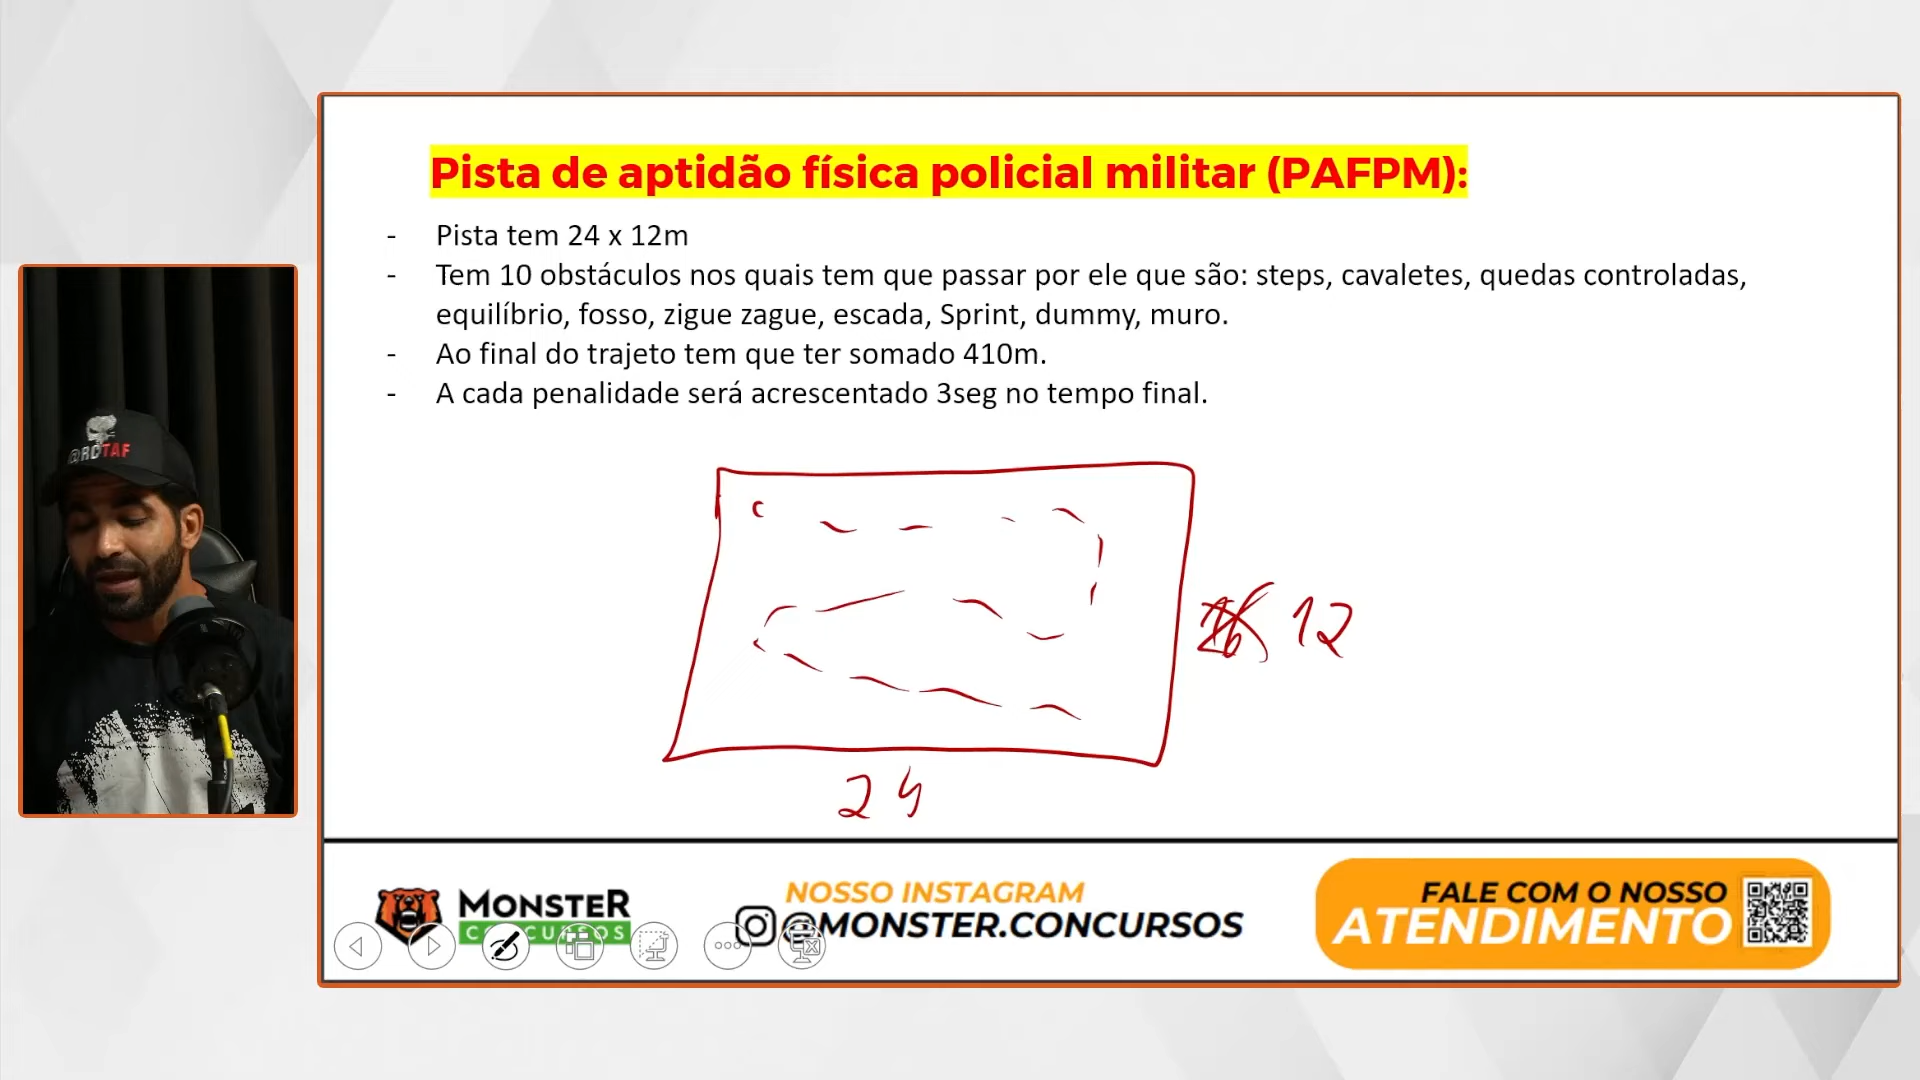 Pista de aptidão física policial militar (PAFPM):
- Pista tem 24 x 12m
- Tem 10 obstáculos nos quais tem que passar por ele que são: steps, cavaletes, quedas controladas,
equilíbrio, fosso, zigue zague, escada, Sprint, dummy, muro.
- Ao final do trajeto tem que ter somado 410m.
- A cada penalidade será acrescentado 3seg no tempo final.
@RDTAF
12
24
MONSTER
CONCURSOS
NOSSO INSTAGRAM
@MONSTER.CONCURSOS
FALE COM O NOSSO
ATENDIMENTO